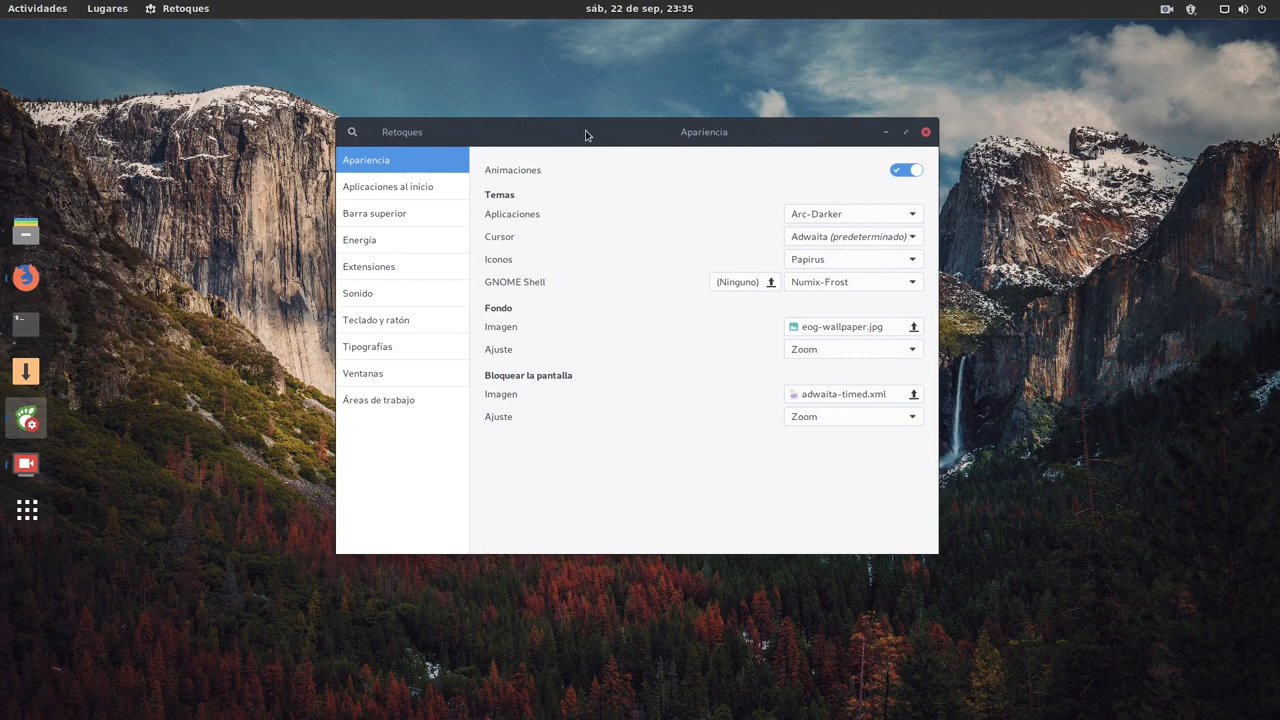 Actividades Lugares Retoques sáb, 22 de sep, 23:35
Retoques Apariencia
Apariencia
Aplicaciones al inicio
Barra superior
Energía
Extensiones
Sonido
Teclado y ratón
Tipografías
Ventanas
Áreas de trabajo
Animaciones
Temas
Aplicaciones Arc-Darker
Cursor Adwaita (predeterminado)
Iconos Papirus
GNOME Shell (Ninguno) Numix-Frost
Fondo
Imagen eog-wallpaper.jpg
Ajuste Zoom
Bloquear la pantalla
Imagen adwaita-timed.xml
Ajuste Zoom